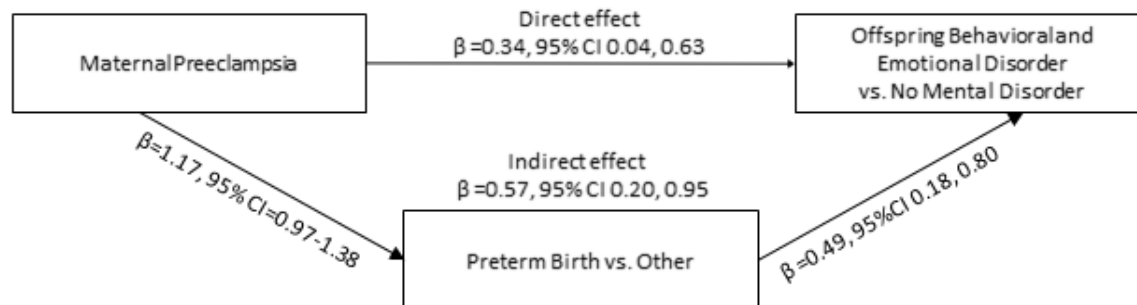 Direct effect
β =0.34, 95% CI 0.04, 0.63
Maternal Preeclampsia
Offspring Behavioral and
Emotional Disorder
vs. No Mental Disorder
β=1.17, 95% CI=0.97-1.38
Indirect effect
β =0.57, 95% CI 0.20, 0.95
β=0.49, 95%CI 0.18, 0.80
Preterm Birth vs. Other